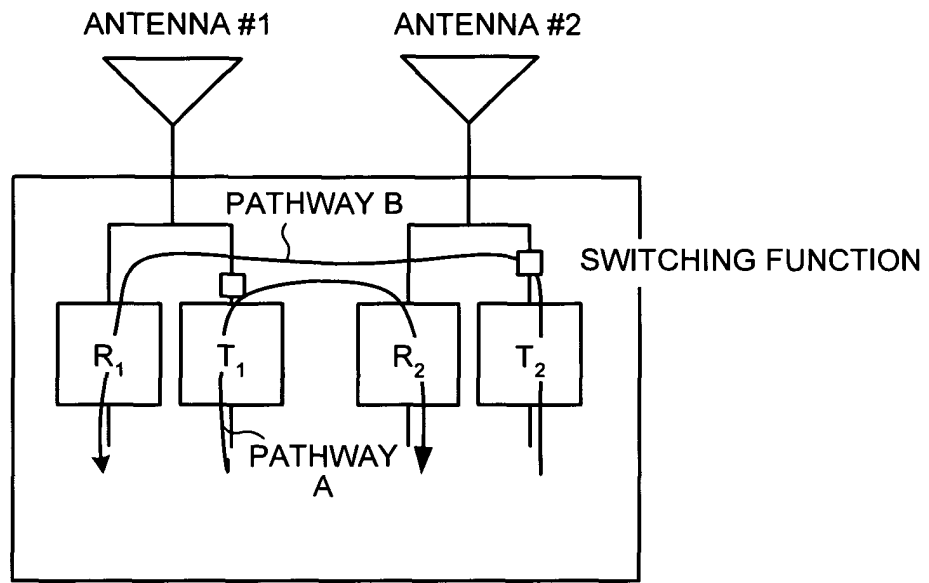 ANTENNA #1
ANTENNA #2
PATHWAY B
SWITCHING FUNCTION
R₁
T₁
R₂
T₂
PATHWAY
A